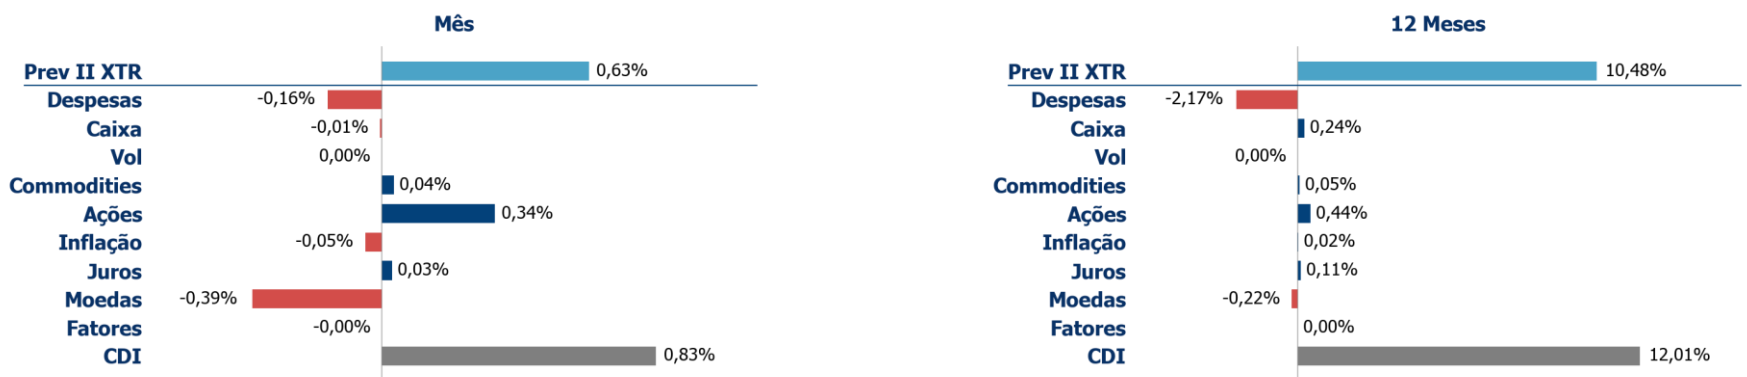 Mês
Prev II XTR 0,63%
Despesas -0,16%
Caixa -0,01%
Vol 0,00%
Commodities 0,04%
Ações 0,34%
Inflação -0,05%
Juros 0,03%
Moedas -0,39%
Fatores -0,00%
CDI 0,83%
12 Meses
Prev II XTR 10,48%
Despesas -2,17%
Caixa 0,24%
Vol 0,00%
Commodities 0,05%
Ações 0,44%
Inflação 0,02%
Juros 0,11%
Moedas -0,22%
Fatores 0,00%
CDI 12,01%